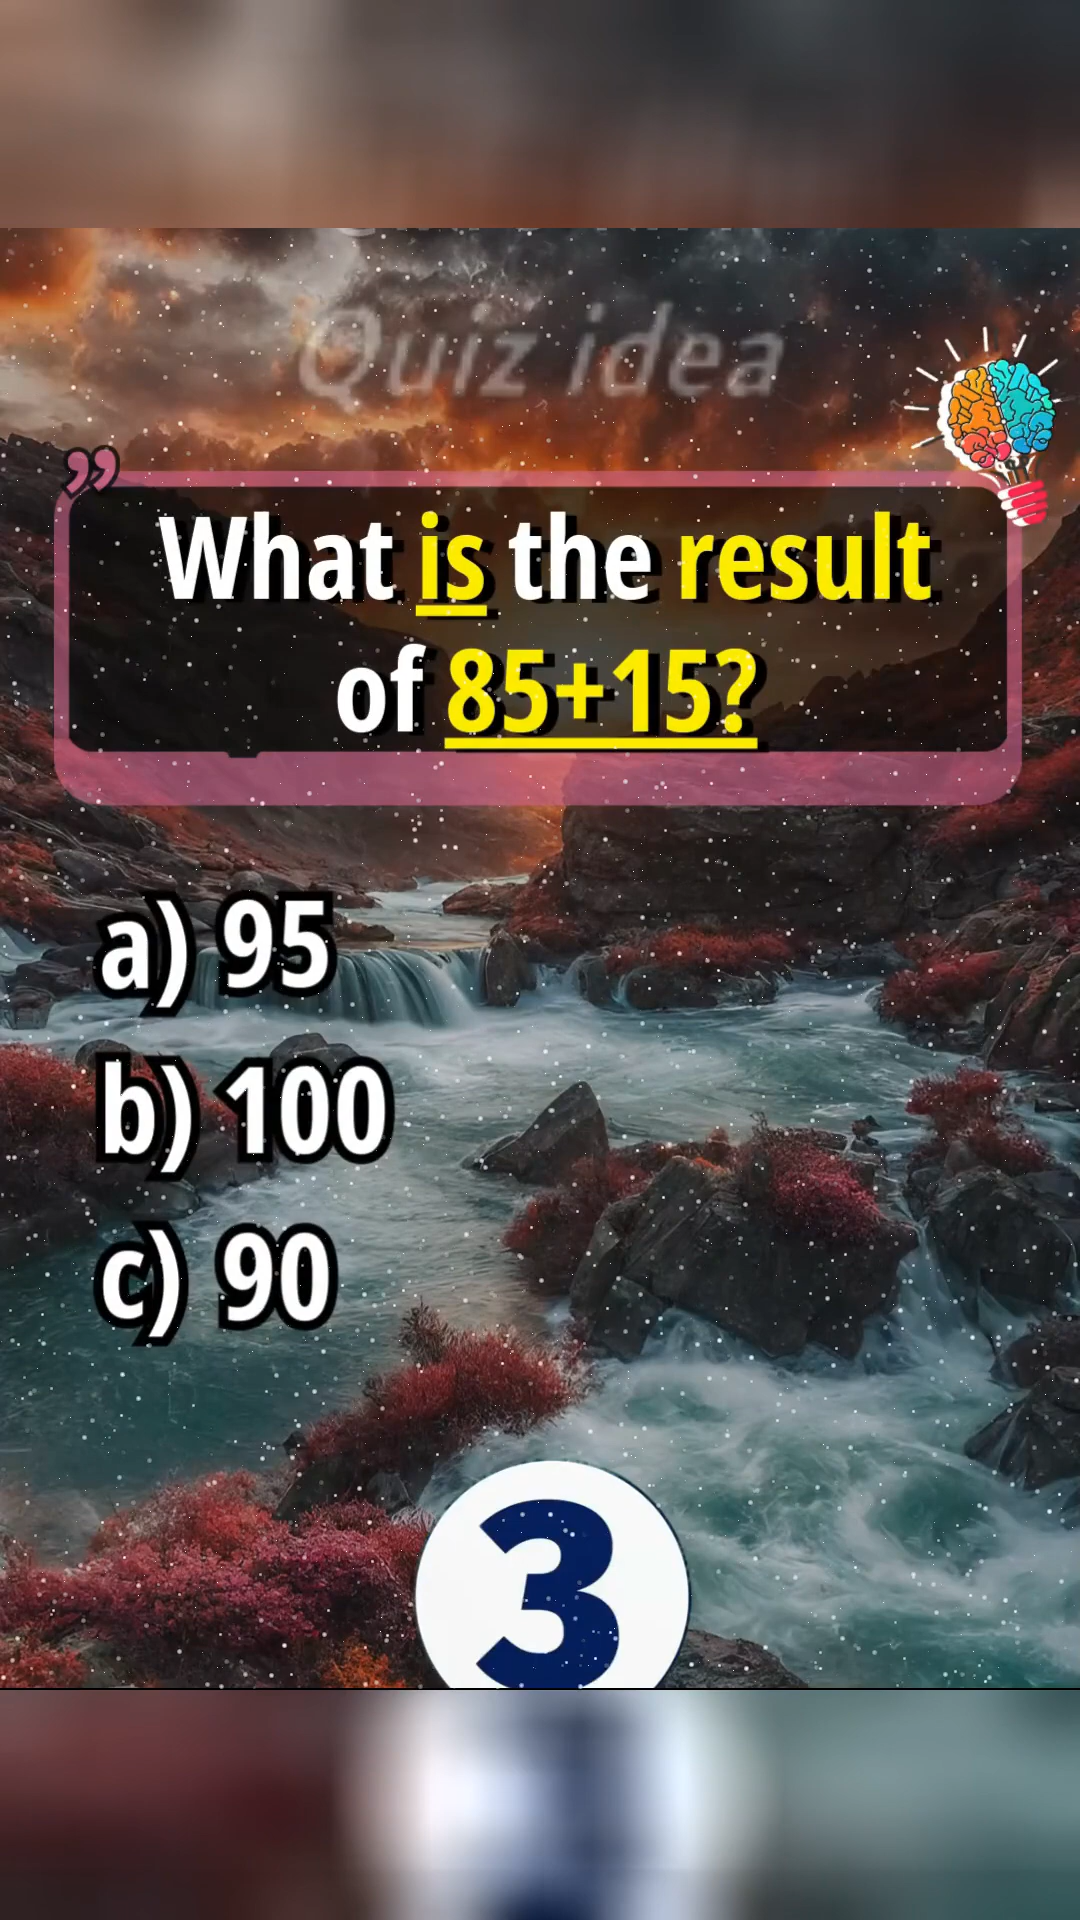 Quiz idea
”
What is the result
of 85+15?
a) 95
b) 100
c) 90
3